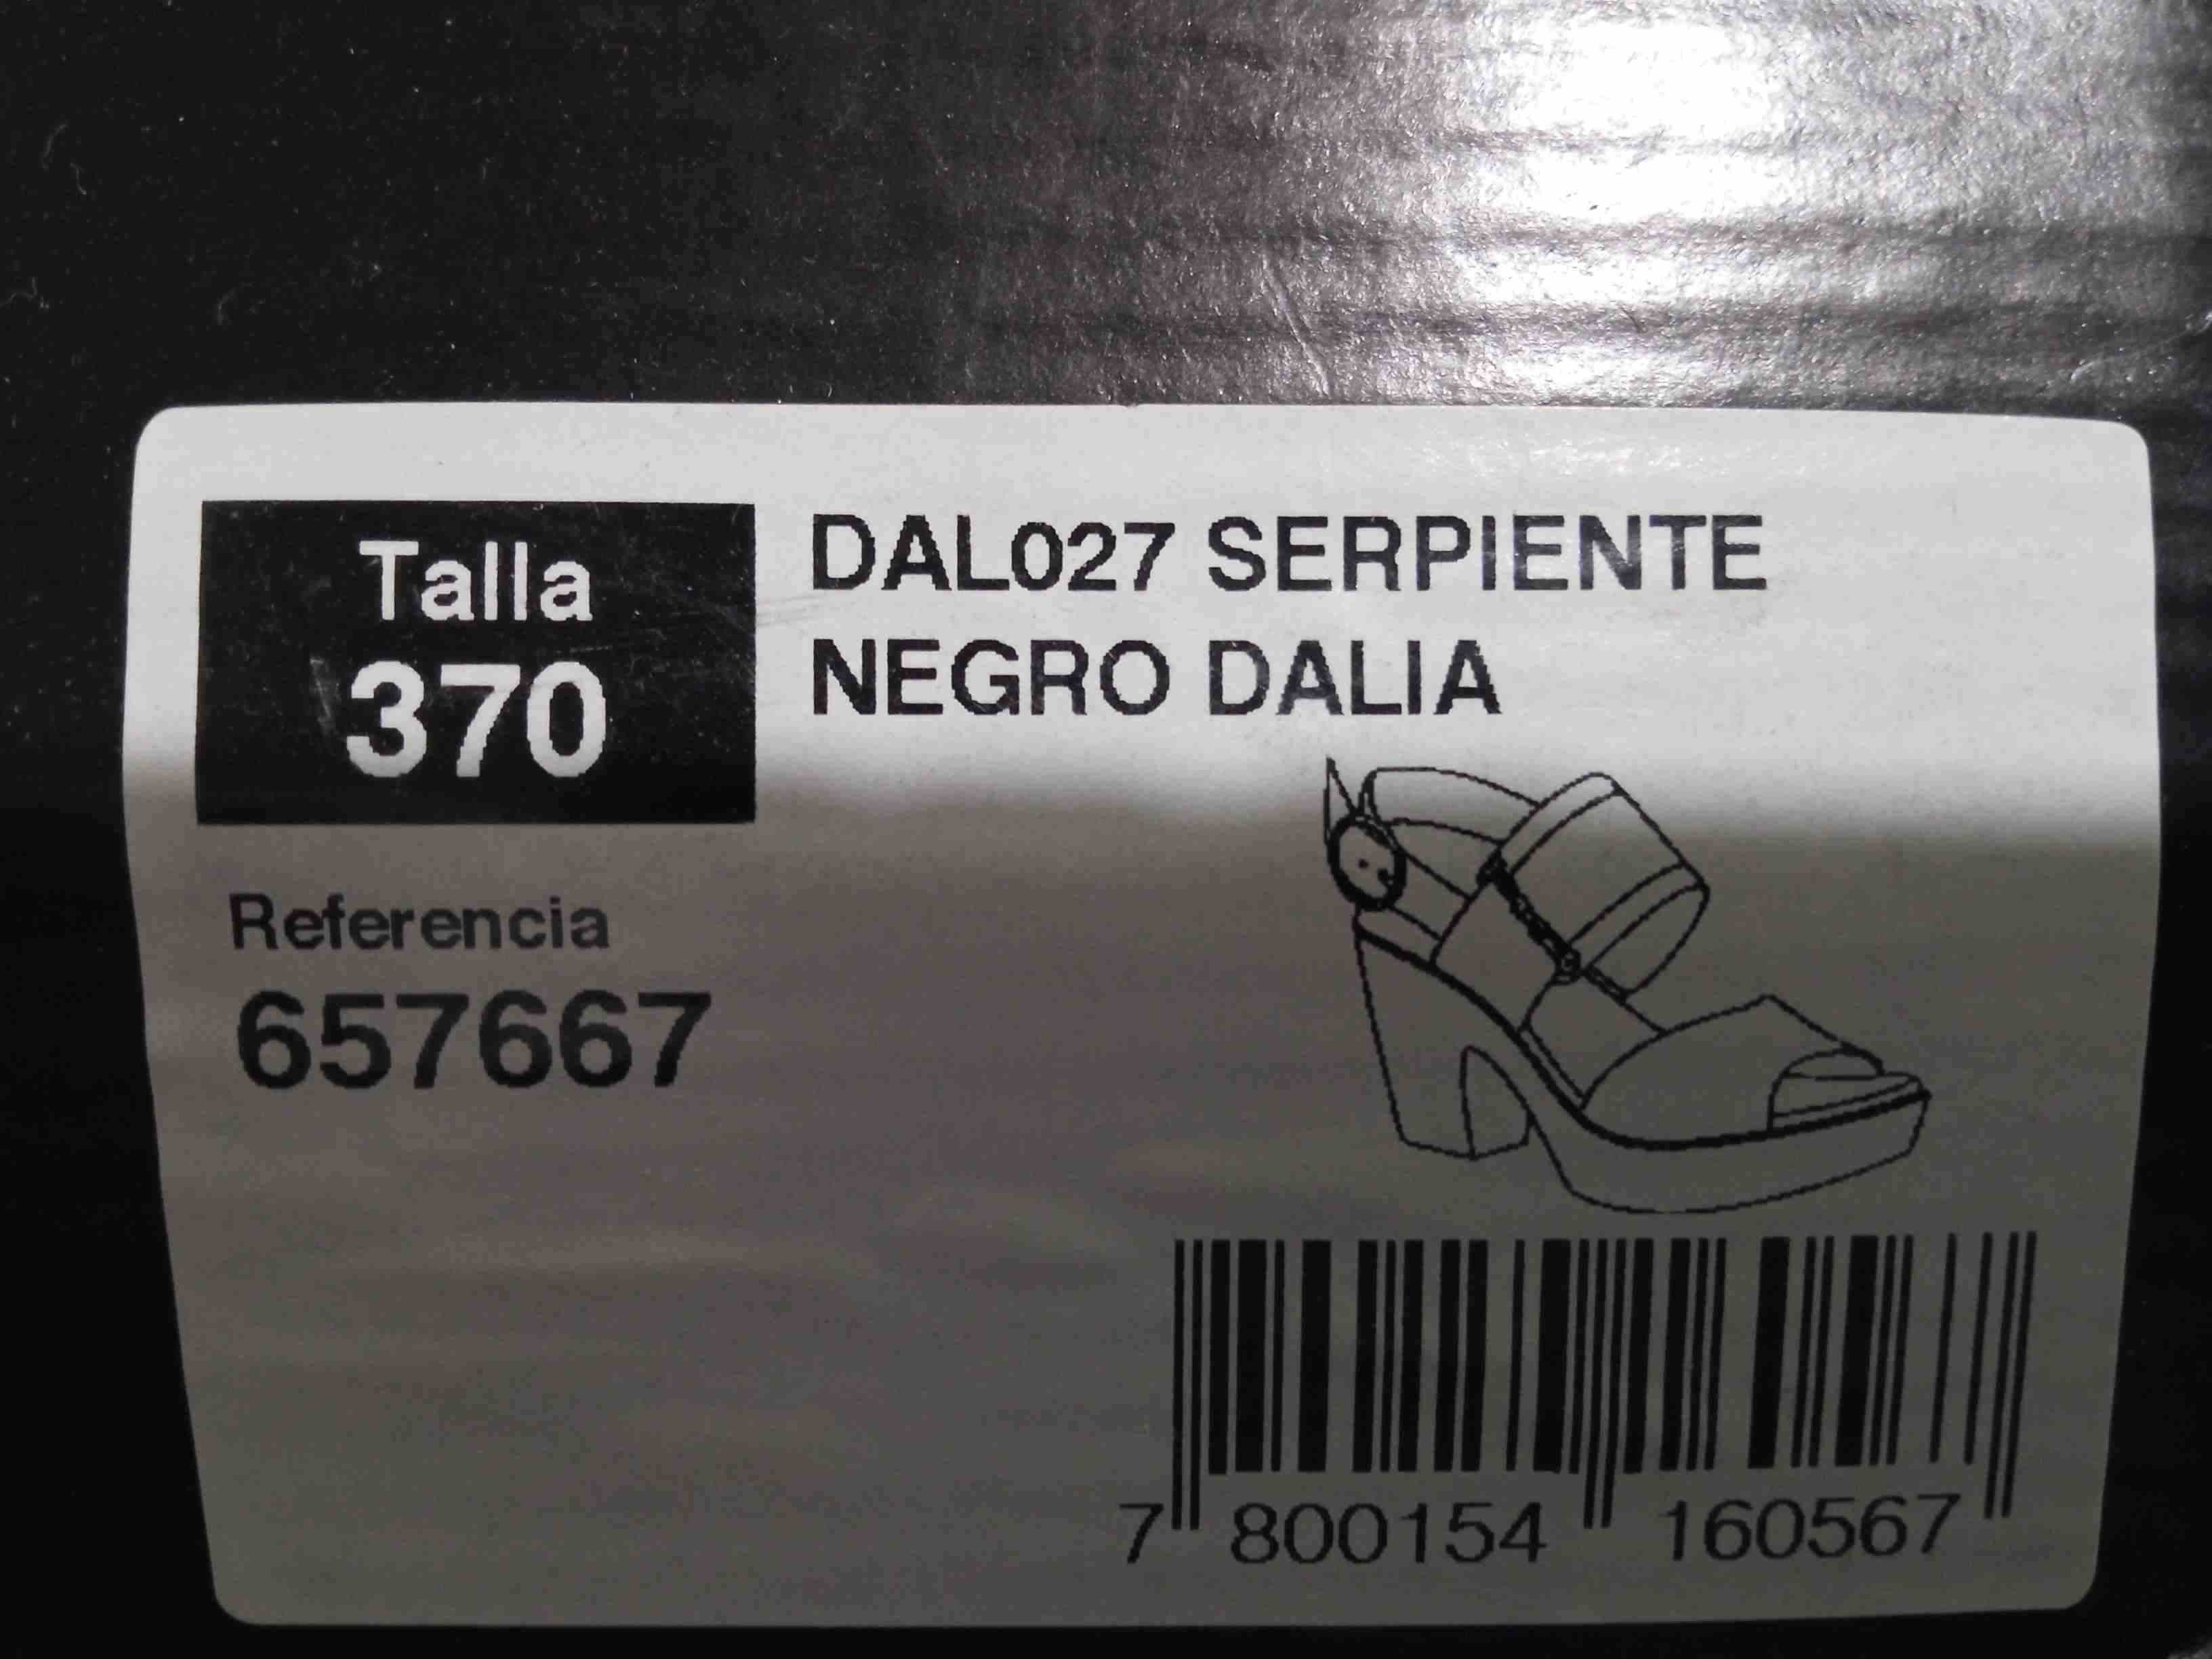 Talla
370
DAL027 SERPIENTE
NEGRO DALIA
Referencia
657667
7 800154 160567